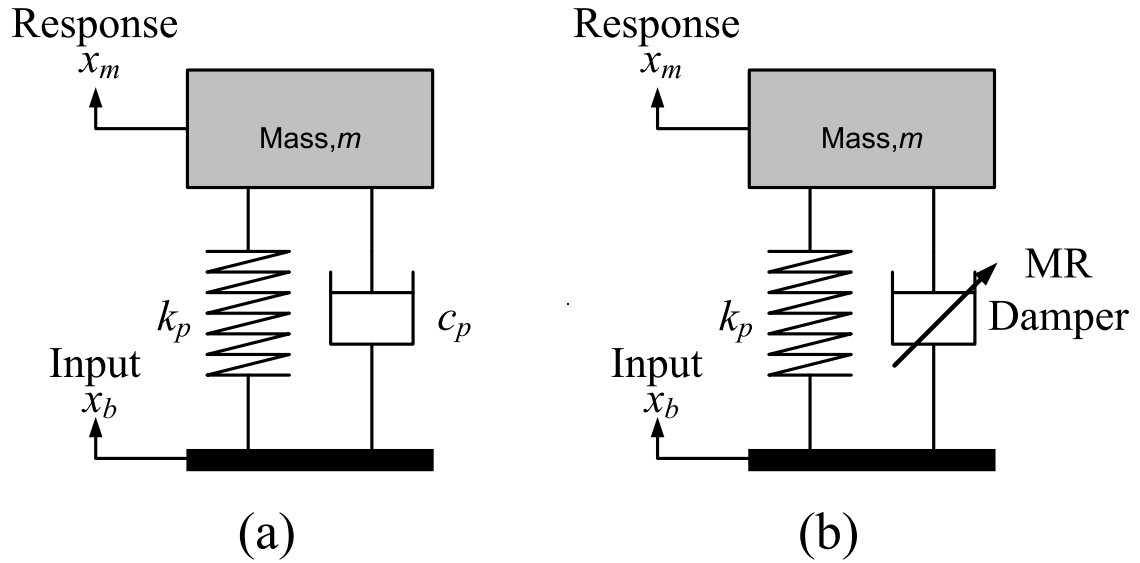 Response
x_m
Mass,m
k_p
c_p
Input
x_b
(a)
Response
x_m
Mass,m
k_p
MR
Damper
Input
x_b
(b)